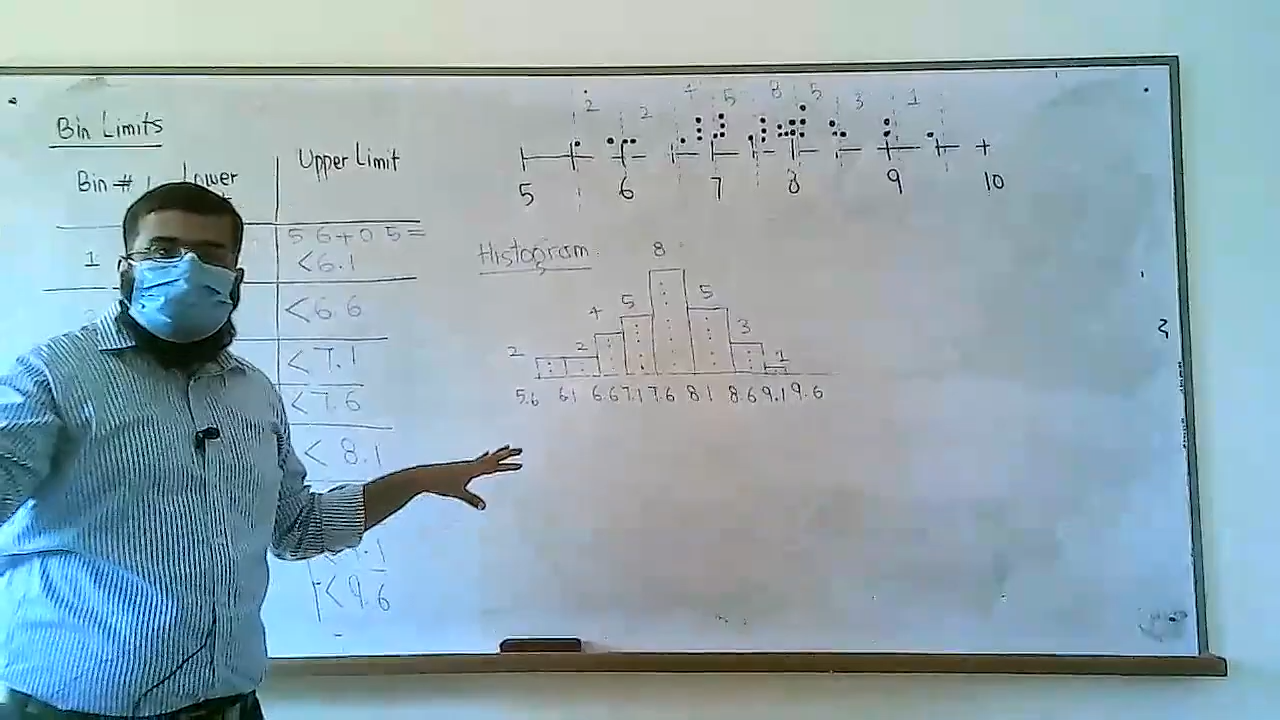 Bin Limits
Bin # Lower Upper Limit
1 5 6+0 5=
<6.1
<6 6
<7.1
<7.6
< 8.1
.1
< 9.6
2 2 4 5 8 5 3 1
5 6 7 8 9 10
Histogram
2 2 4 5 8 5 3 1
5.6 6.1 6.6 7.1 7.6 8 1 8.6 9.1 9.6